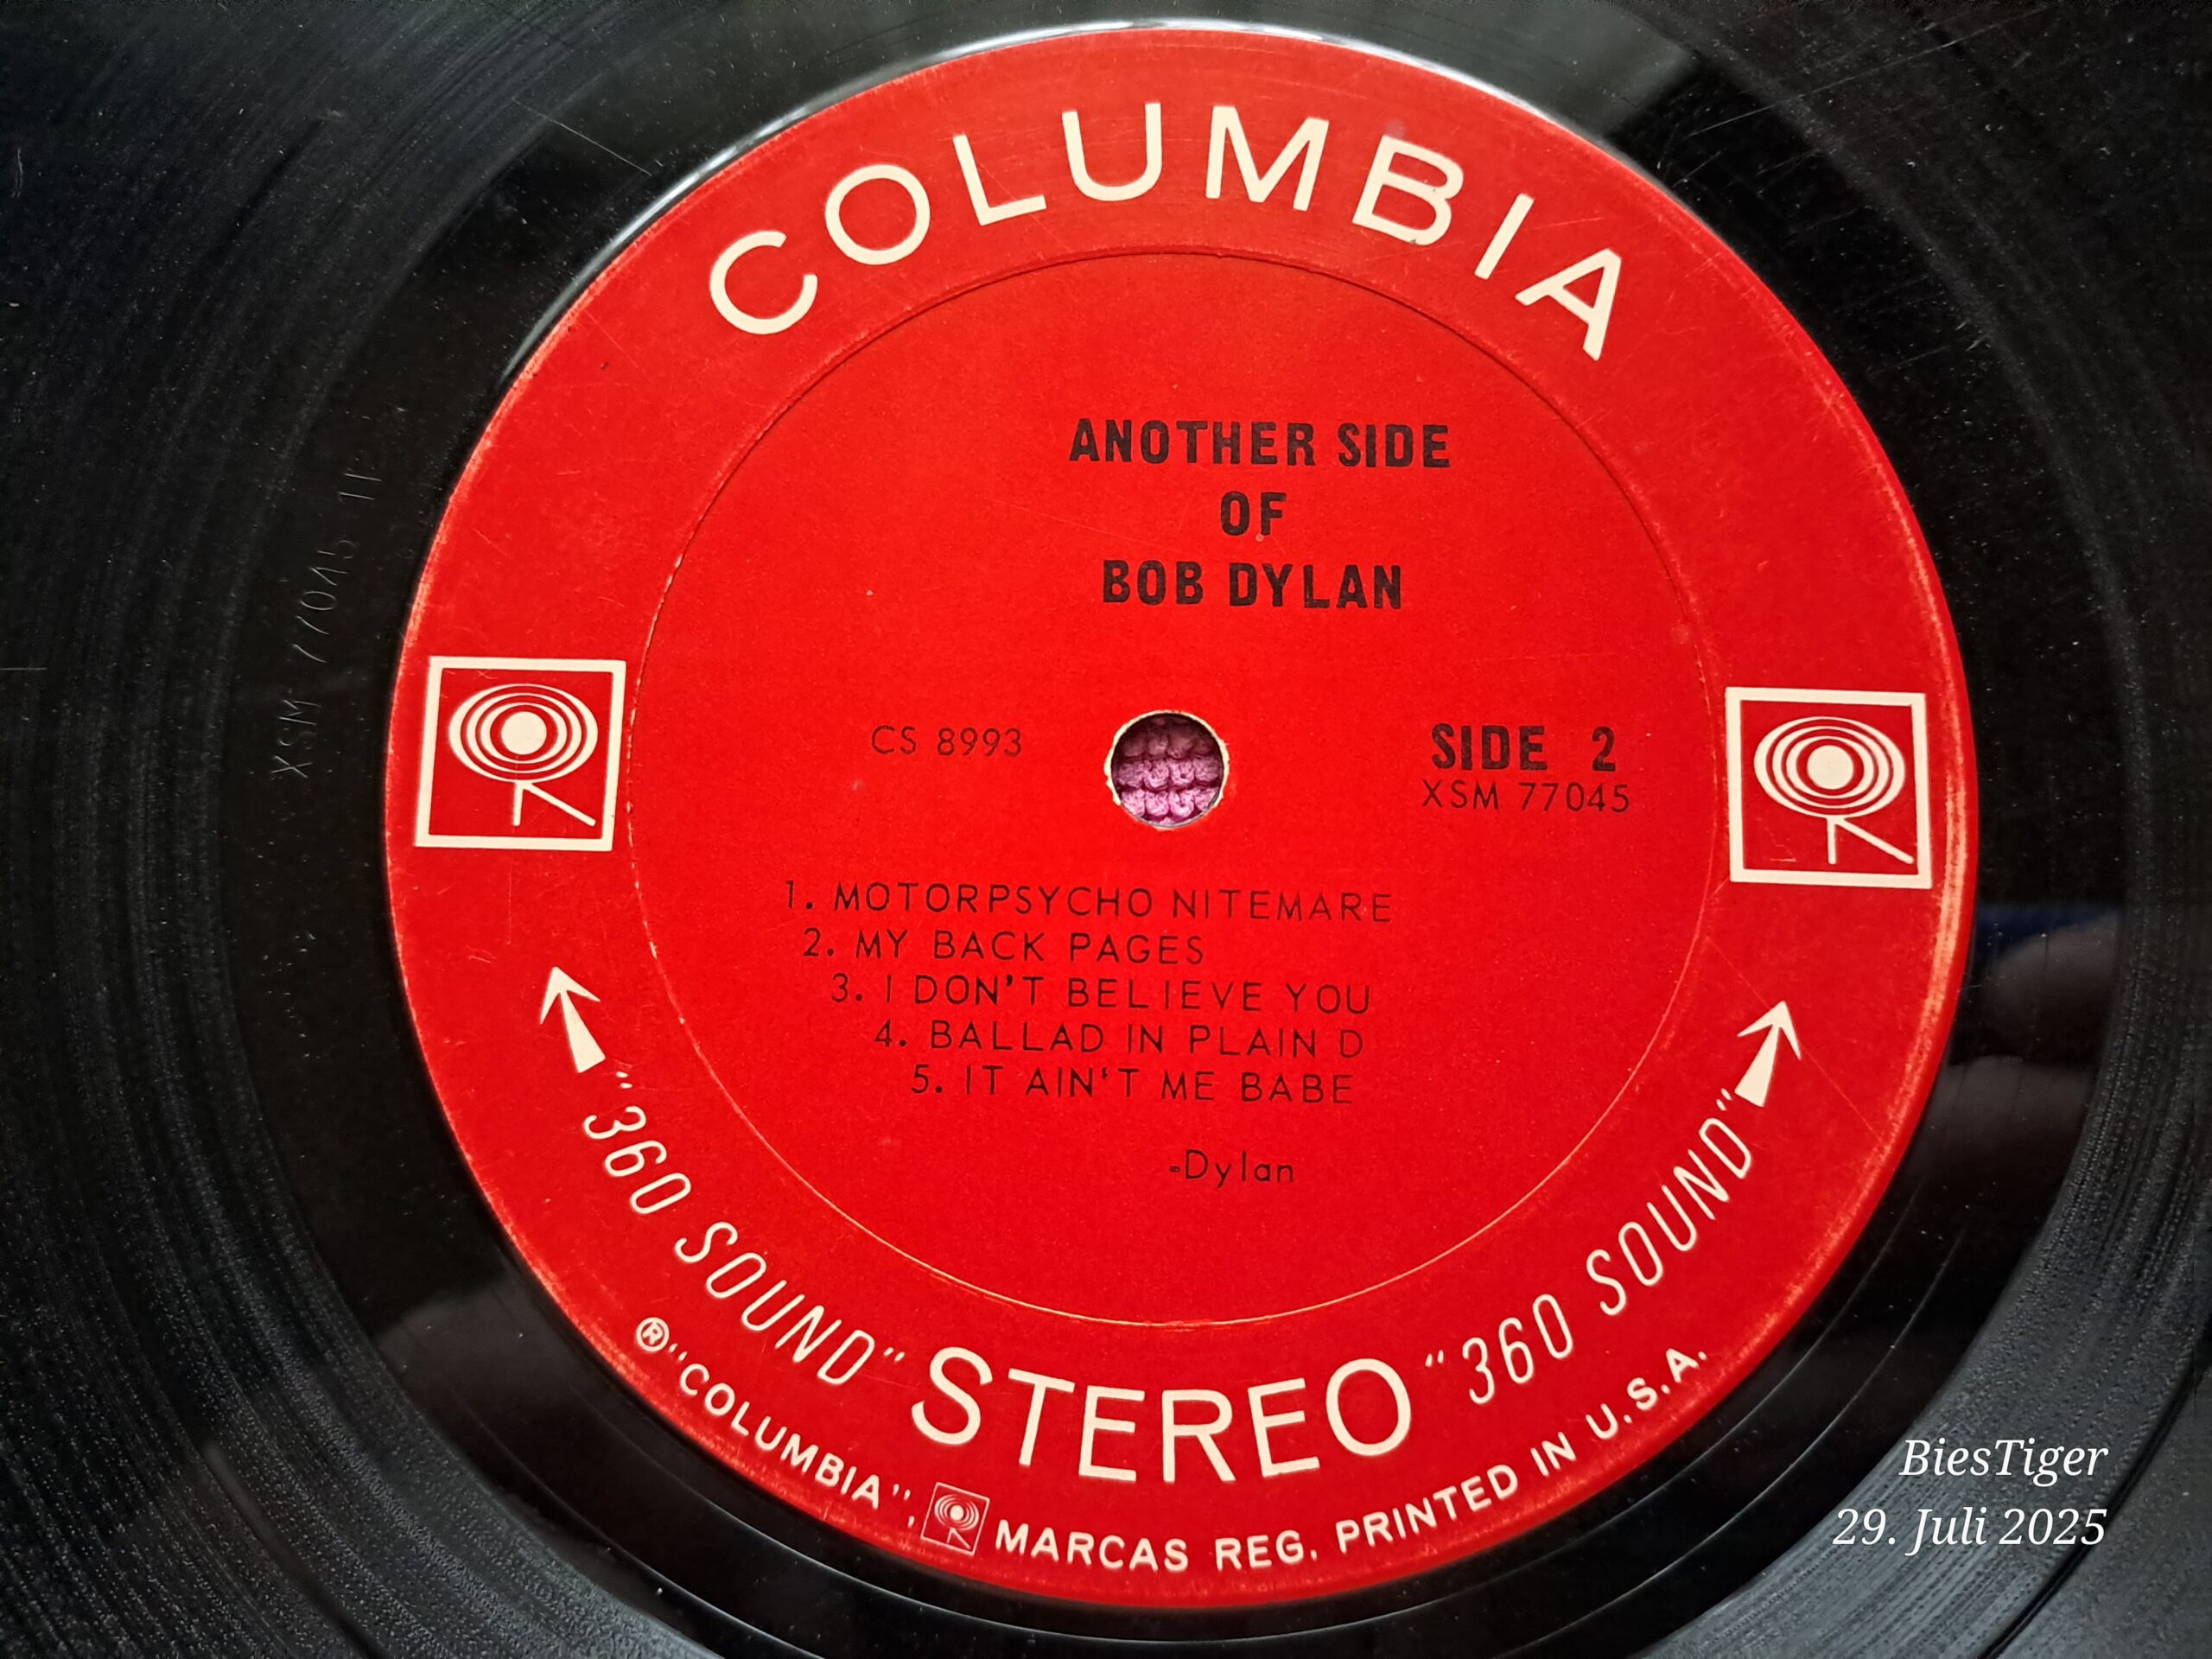 COLUMBIA
ANOTHER SIDE
OF
BOB DYLAN
CS 8993
SIDE 2
XSM 77045
XSM 77045
1. MOTORPSYCHO NITEMARE
2. MY BACK PAGES
3. I DON'T BELIEVE YOU
4. BALLAD IN PLAIN D
5. IT AIN'T ME BABE
-Dylan
"360 SOUND" STEREO "360 SOUND"
®"COLUMBIA", MARCAS REG. PRINTED IN U.S.A.
BiesTiger
29. Juli 2025